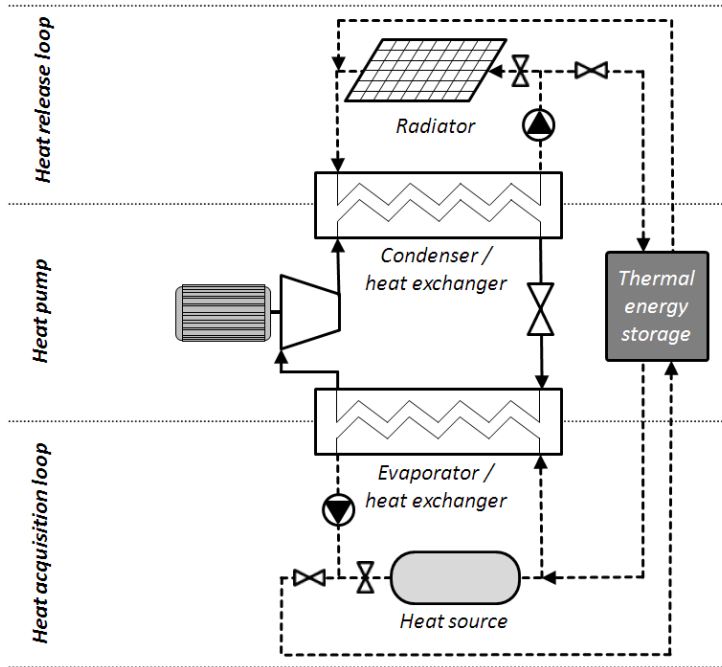 Heat release loop
Radiator
Condenser /
heat exchanger
Heat pump
Thermal
energy
storage
Evaporator /
heat exchanger
Heat acquisition loop
Heat source